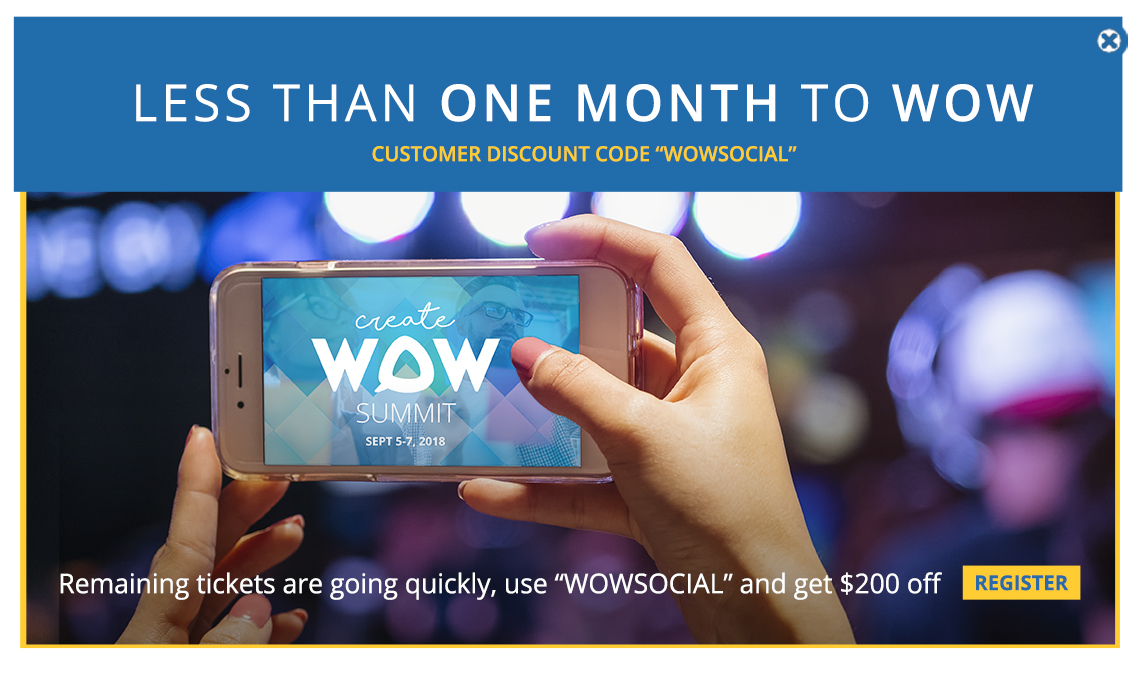 LESS THAN ONE MONTH TO WOW
CUSTOMER DISCOUNT CODE “WOWSOCIAL”
create
WOW
SUMMIT
SEPT 5-7, 2018
Remaining tickets are going quickly, use “WOWSOCIAL” and get $200 off
REGISTER